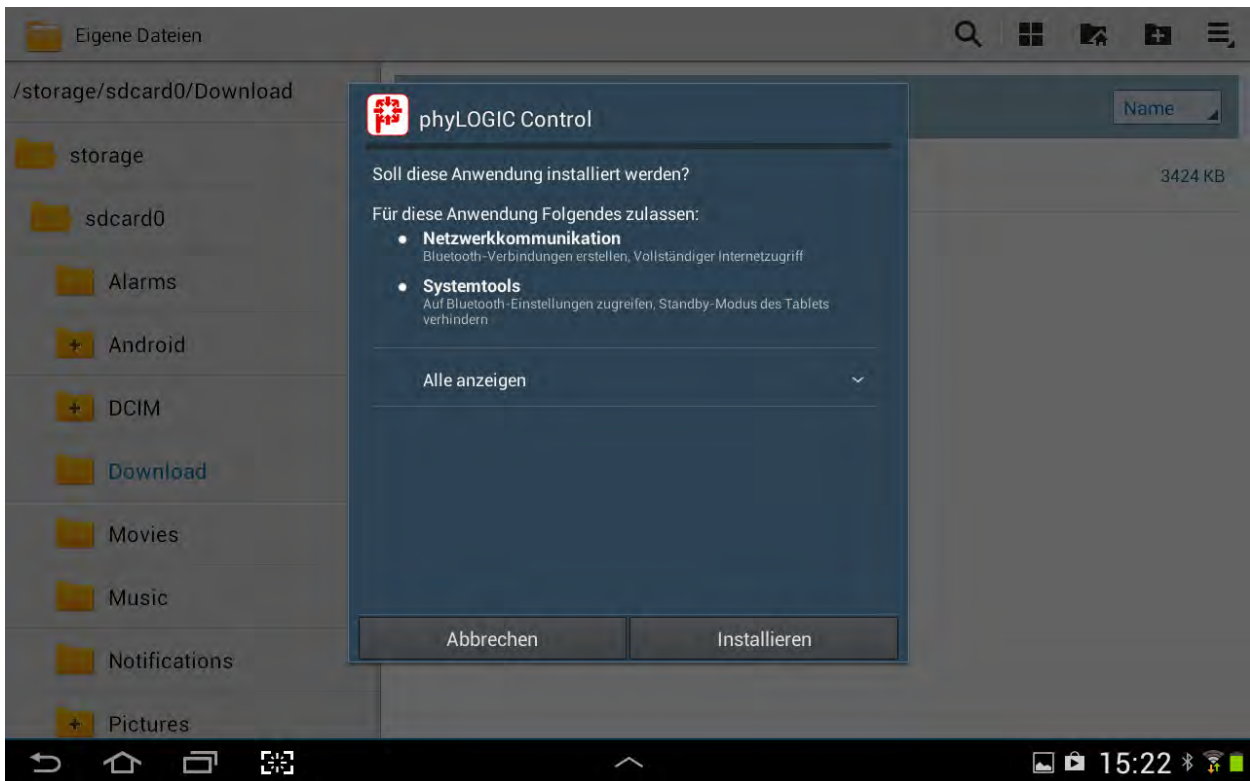 Eigene Dateien
/storage/sdcard0/Download
Name
storage
3424 KB
sdcard0
Alarms
Android
DCIM
Download
Movies
Music
Notifications
Pictures
phyLOGIC Control
Soll diese Anwendung installiert werden?
Für diese Anwendung Folgendes zulassen:
Netzwerkkommunikation
Bluetooth-Verbindungen erstellen, Vollständiger Internetzugriff
Systemtools
Auf Bluetooth-Einstellungen zugreifen, Standby-Modus des Tablets
verhindern
Alle anzeigen
Abbrechen
Installieren
15:22